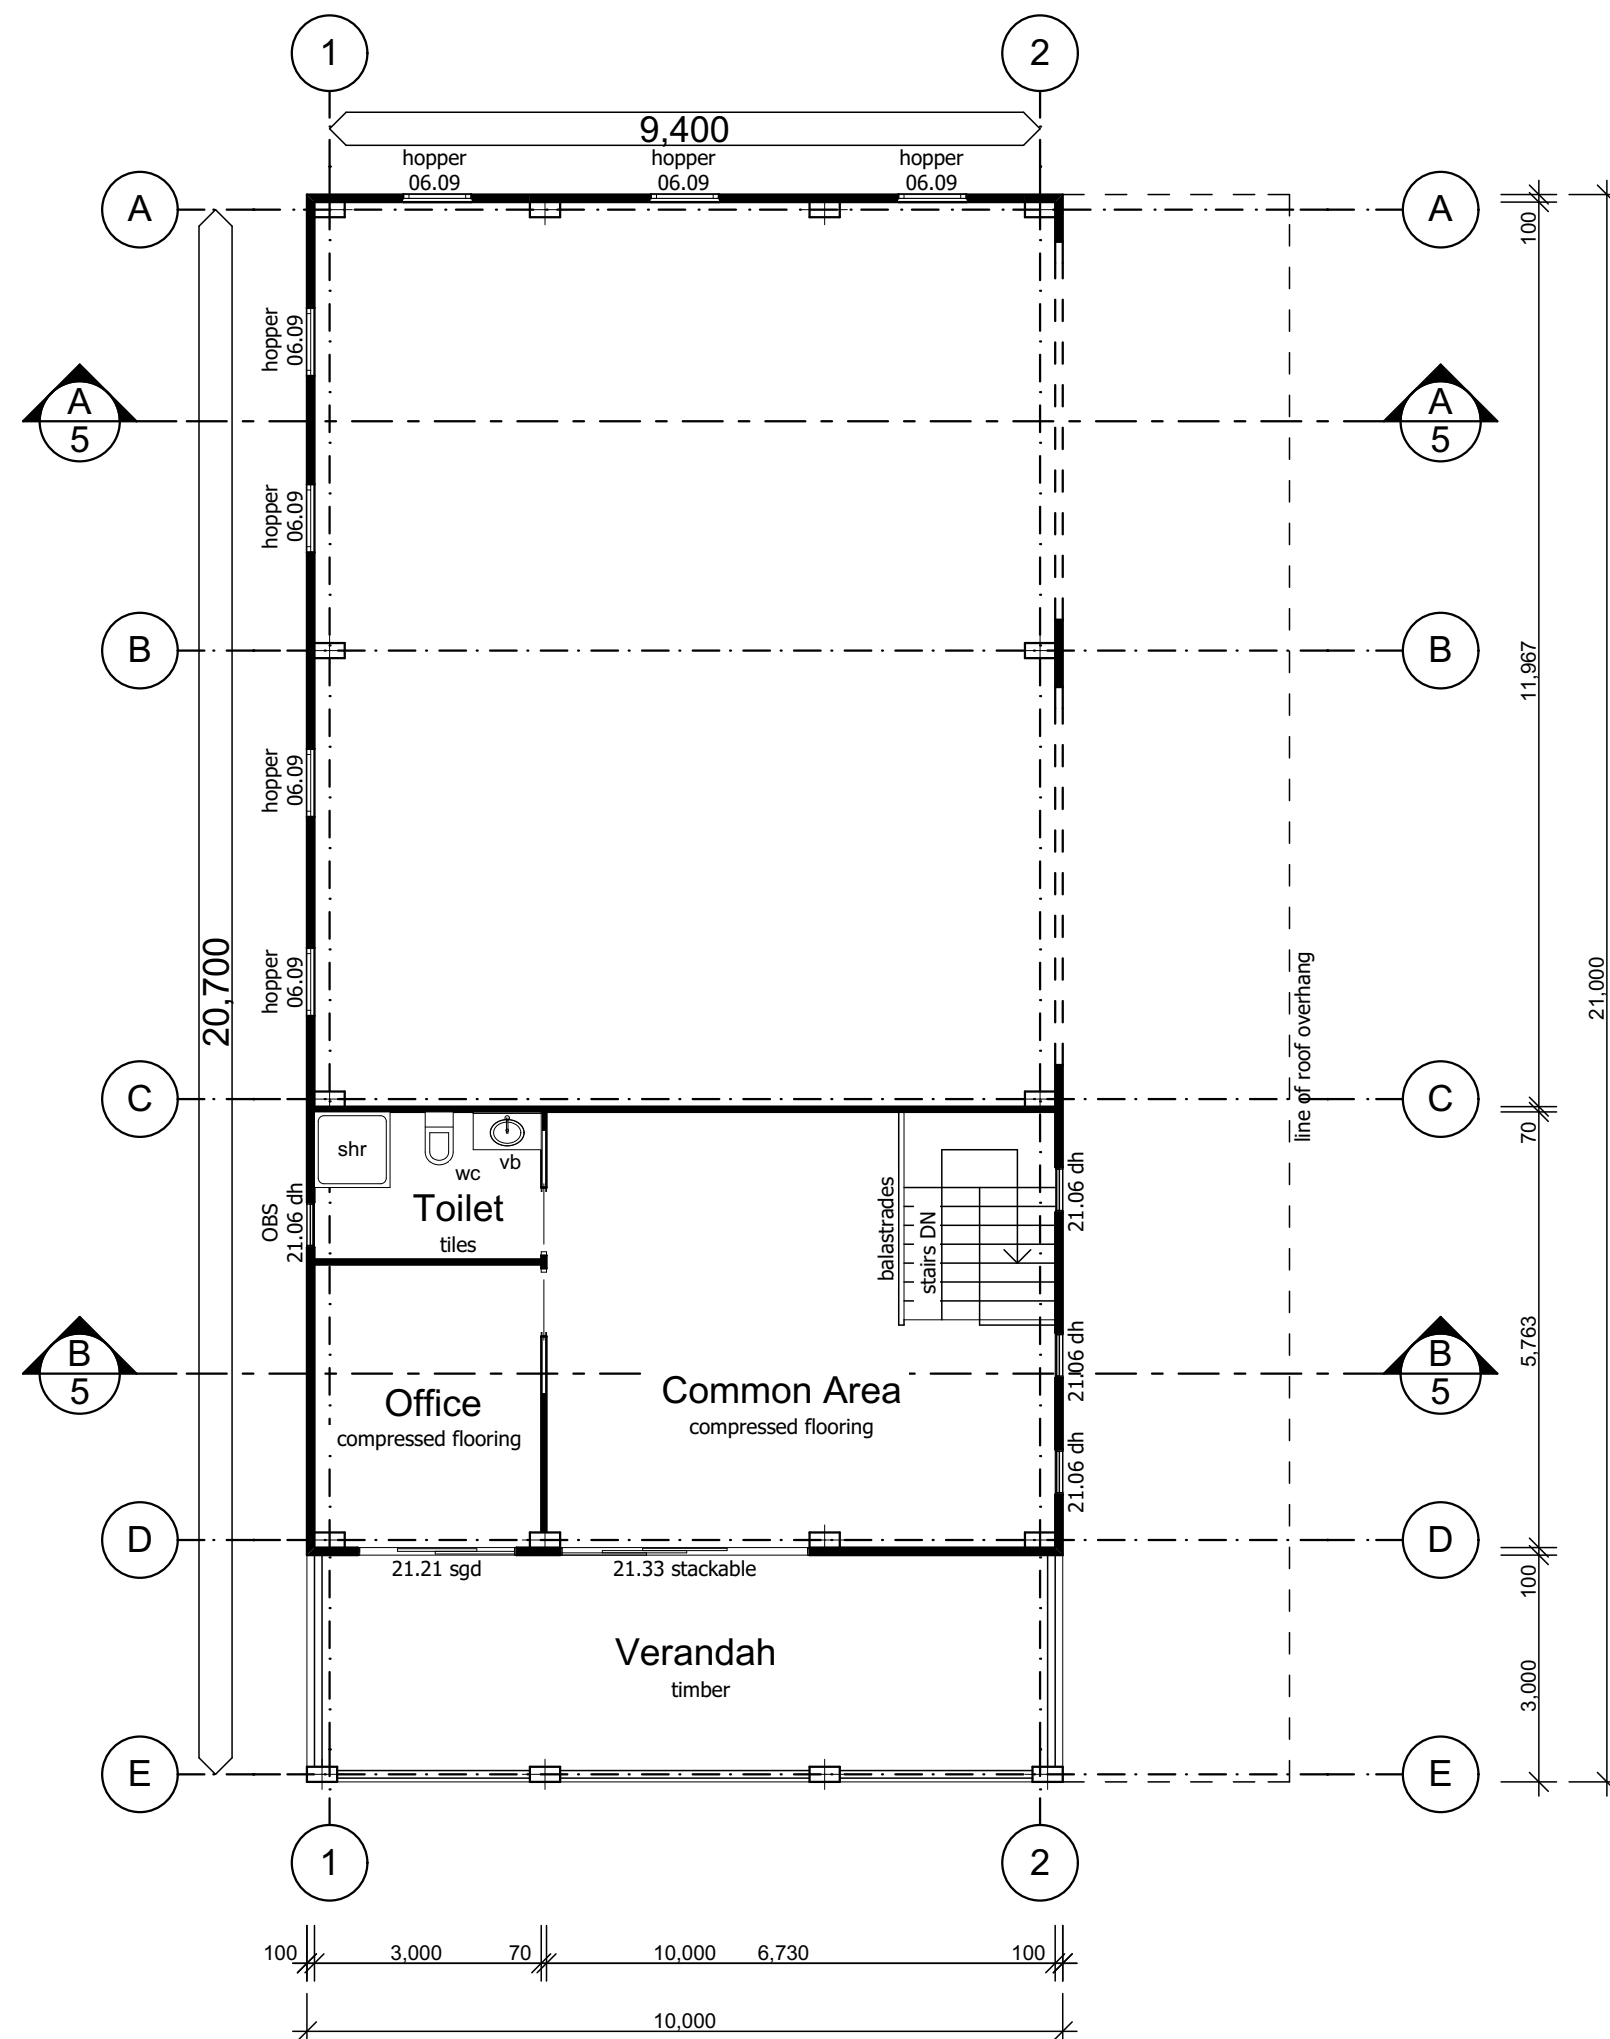 1
2
9,400
hopper
06.09
hopper
06.09
hopper
06.09
A
A
100
hopper
06.09
A
5
A
5
hopper
06.09
B
B
11,967
hopper
06.09
20,700
hopper
06.09
line of roof overhang
21,000
C
C
70
shr
wc
vb
Toilet
tiles
OBS
21.06 dh
balastrades
stairs DN
21.06 dh
B
5
B
5
21.06 dh
5,763
Office
compressed flooring
Common Area
compressed flooring
21.06 dh
D
D
21.21 sgd
21.33 stackable
100
Verandah
timber
3,000
E
E
1
2
100
3,000
70
10,000
6,730
100
10,000